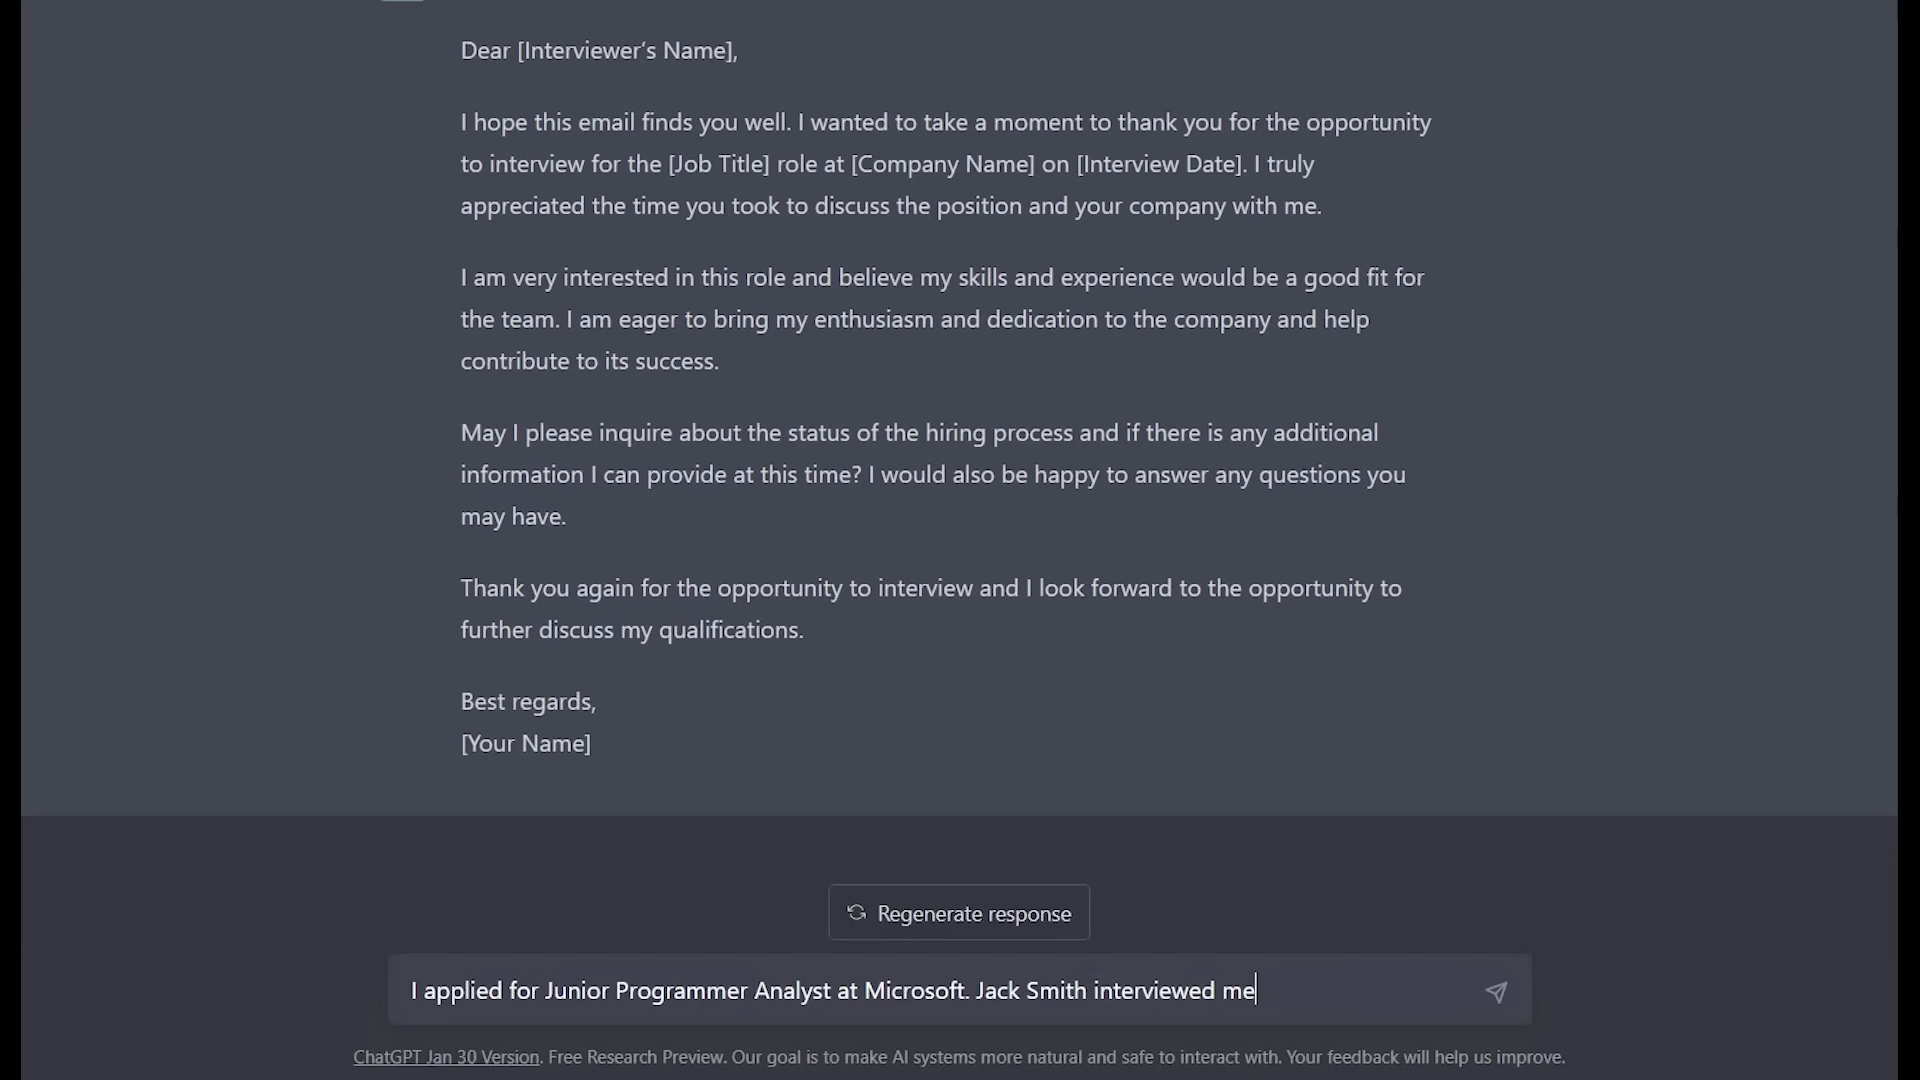 Dear [Interviewer's Name],
I hope this email finds you well. I wanted to take a moment to thank you for the opportunity
to interview for the [Job Title] role at [Company Name] on [Interview Date]. I truly
appreciated the time you took to discuss the position and your company with me.
I am very interested in this role and believe my skills and experience would be a good fit for
the team. I am eager to bring my enthusiasm and dedication to the company and help
contribute to its success.
May I please inquire about the status of the hiring process and if there is any additional
information I can provide at this time? I would also be happy to answer any questions you
may have.
Thank you again for the opportunity to interview and I look forward to the opportunity to
further discuss my qualifications.
Best regards,
[Your Name]
Regenerate response
I applied for Junior Programmer Analyst at Microsoft. Jack Smith interviewed me
ChatGPT Jan 30 Version. Free Research Preview. Our goal is to make AI systems more natural and safe to interact with. Your feedback will help us improve.